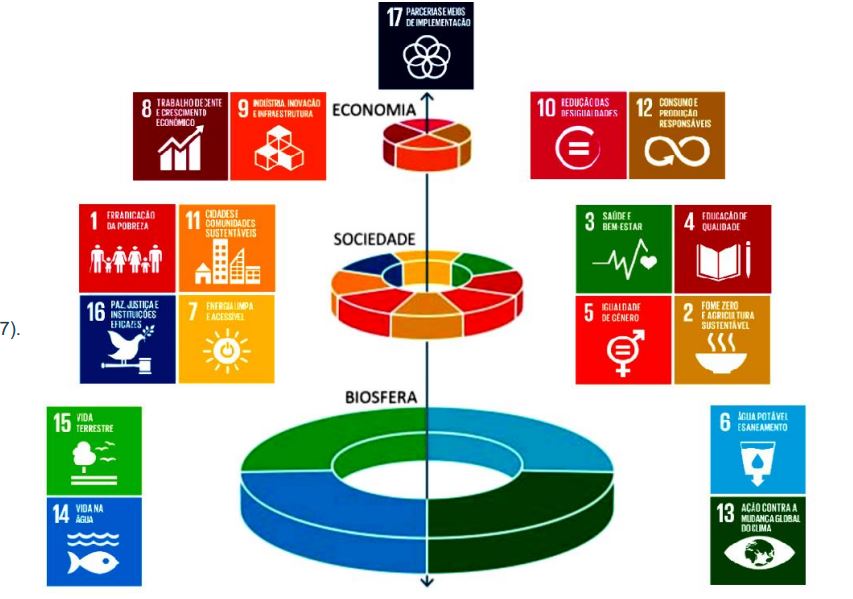 17 PARCERIAS E MEIOS
DE IMPLEMENTAÇÃO
8 TRABALHO DECENTE
E CRESCIMENTO
ECONÔMICO
9 INDÚSTRIA, INOVAÇÃO
E INFRAESTRUTURA
ECONOMIA
10 REDUÇÃO DAS
DESIGUALDADES
12 CONSUMO E
PRODUÇÃO
RESPONSÁVEIS
1 ERRADICAÇÃO
DA POBREZA
11 CIDADES E
COMUNIDADES
SUSTENTÁVEIS
SOCIEDADE
3 SAÚDE E
BEM-ESTAR
4 EDUCAÇÃO DE
QUALIDADE
16 PAZ, JUSTIÇA E
INSTITUIÇÕES
EFICAZES
7 ENERGIA LIMPA
E ACESSÍVEL
5 IGUALDADE
DE GÊNERO
2 FOME ZERO
E AGRICULTURA
SUSTENTÁVEL
7).
BIOSFERA
15 VIDA
TERRESTRE
6 ÁGUA POTÁVEL
E SANEAMENTO
14 VIDA NA
ÁGUA
13 AÇÃO CONTRA A
MUDANÇA GLOBAL
DO CLIMA